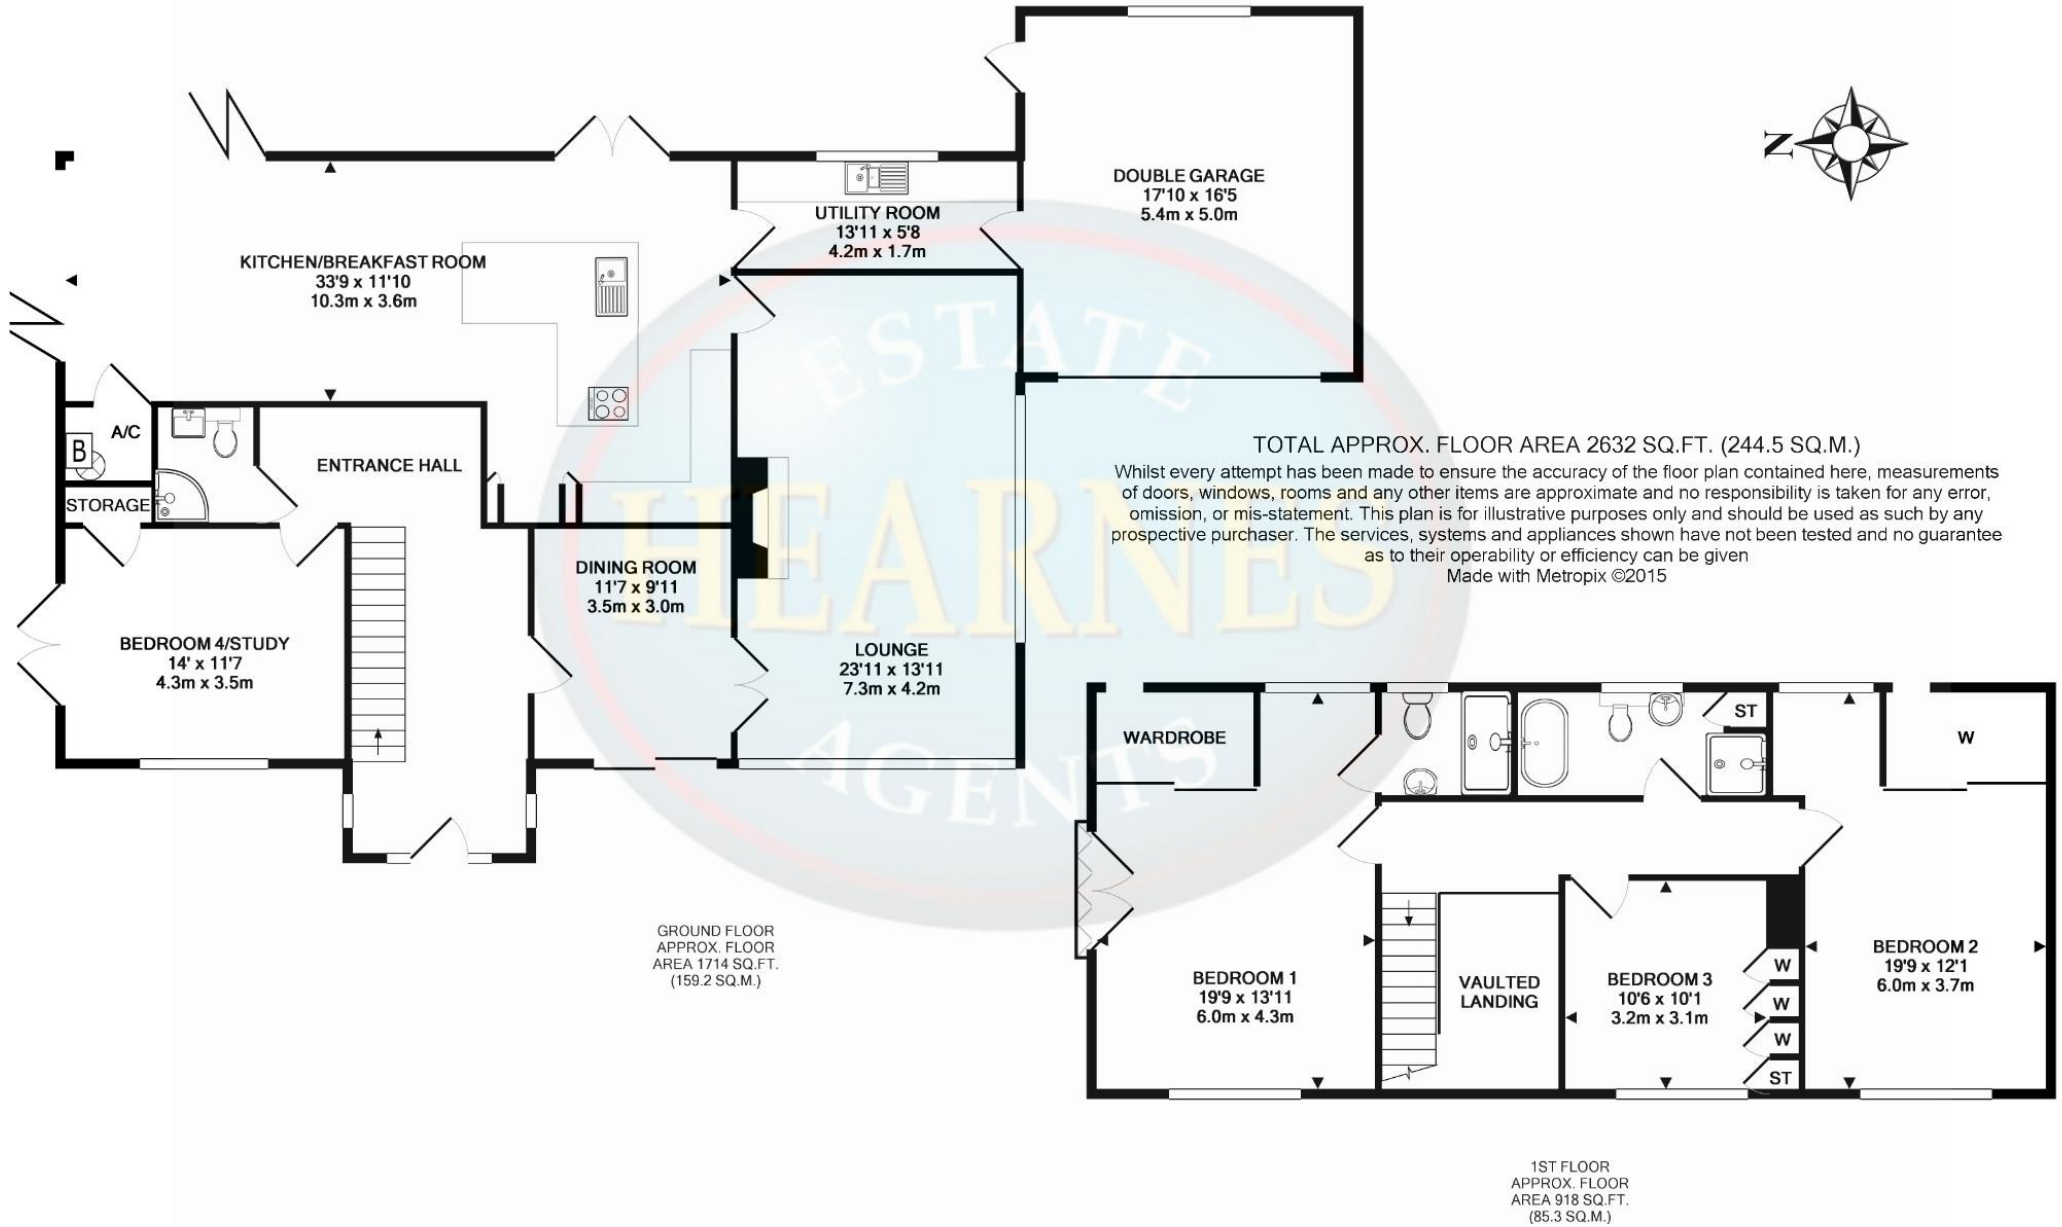 DOUBLE GARAGE
17'10 x 16'5
5.4m x 5.0m
N
UTILITY ROOM
13'11 x 5'8
4.2m x 1.7m
KITCHEN/BREAKFAST ROOM
33'9 x 11'10
10.3m x 3.6m
A/C
B
STORAGE
ENTRANCE HALL
DINING ROOM
11'7 x 9'11
3.5m x 3.0m
BEDROOM 4/STUDY
14' x 11'7
4.3m x 3.5m
LOUNGE
23'11 x 13'11
7.3m x 4.2m
ESTATE
HEARNES
AGENTS
TOTAL APPROX. FLOOR AREA 2632 SQ.FT. (244.5 SQ.M.)
Whilst every attempt has been made to ensure the accuracy of the floor plan contained here, measurements
of doors, windows, rooms and any other items are approximate and no responsibility is taken for any error,
omission, or mis-statement. This plan is for illustrative purposes only and should be used as such by any
prospective purchaser. The services, systems and appliances shown have not been tested and no guarantee
as to their operability or efficiency can be given
Made with Metropix ©2015
GROUND FLOOR
APPROX. FLOOR
AREA 1714 SQ.FT.
(159.2 SQ.M.)
WARDROBE
ST
W
BEDROOM 1
19'9 x 13'11
6.0m x 4.3m
VAULTED
LANDING
BEDROOM 3
10'6 x 10'1
3.2m x 3.1m
W
W
W
ST
BEDROOM 2
19'9 x 12'1
6.0m x 3.7m
1ST FLOOR
APPROX. FLOOR
AREA 918 SQ.FT.
(85.3 SQ.M.)